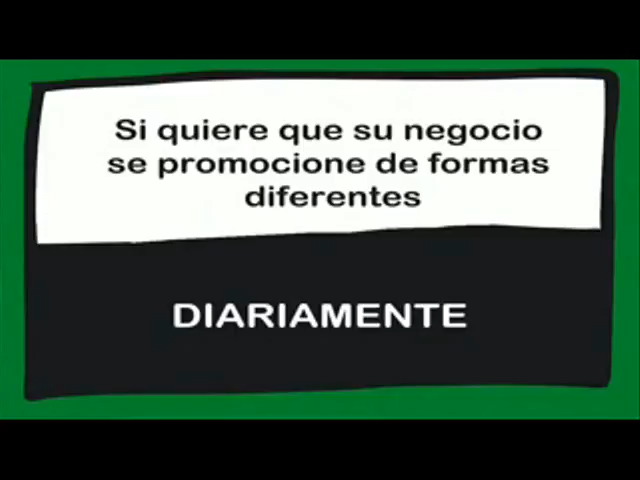 Si quiere que su negocio
se promocione de formas
diferentes
DIARIAMENTE